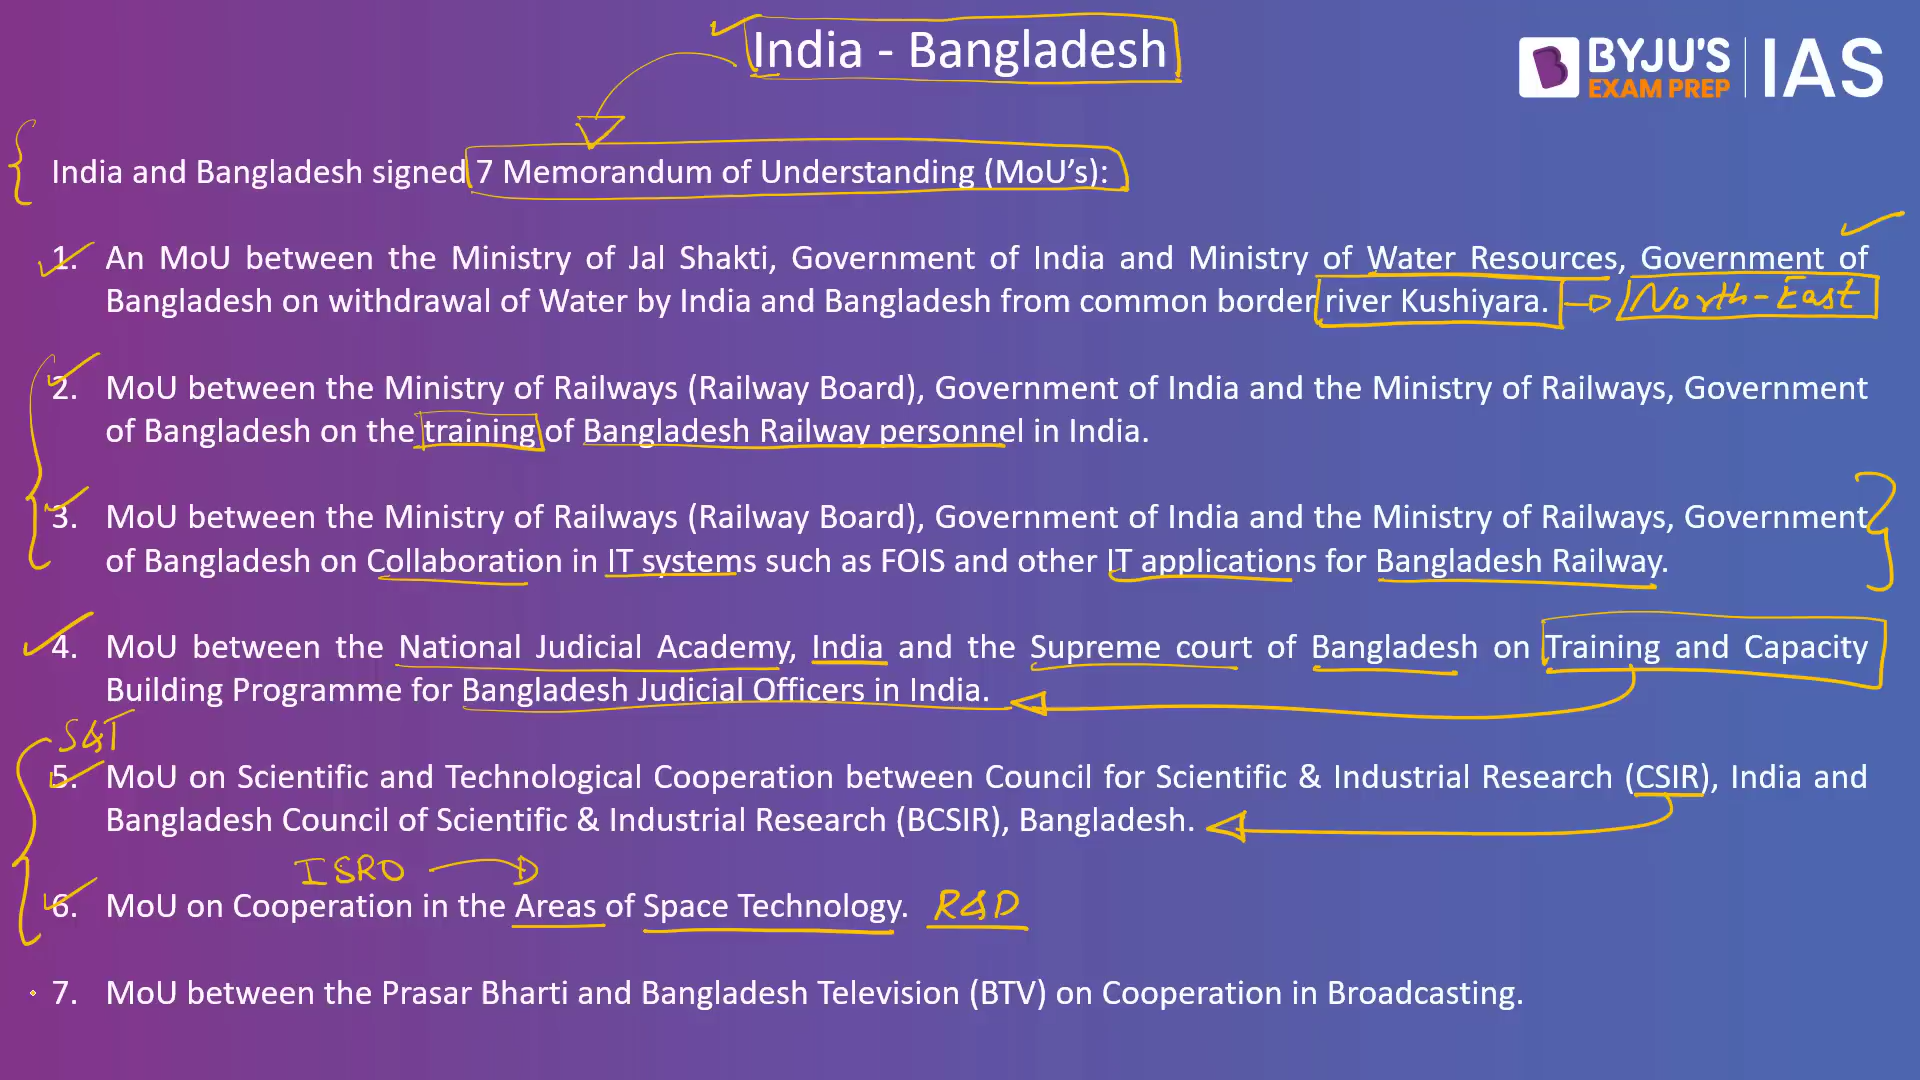 India - Bangladesh
BYJU'S
EXAM PREP
IAS
India and Bangladesh signed 7 Memorandum of Understanding (MoU's):
1. An MoU between the Ministry of Jal Shakti, Government of India and Ministry of Water Resources, Government of
Bangladesh on withdrawal of Water by India and Bangladesh from common border river Kushiyara. North-East
2. MoU between the Ministry of Railways (Railway Board), Government of India and the Ministry of Railways, Government
of Bangladesh on the training of Bangladesh Railway personnel in India.
3. MoU between the Ministry of Railways (Railway Board), Government of India and the Ministry of Railways, Government
of Bangladesh on Collaboration in IT systems such as FOIS and other IT applications for Bangladesh Railway.
4. MoU between the National Judicial Academy, India and the Supreme court of Bangladesh on Training and Capacity
Building Programme for Bangladesh Judicial Officers in India.
S&T
5. MoU on Scientific and Technological Cooperation between Council for Scientific & Industrial Research (CSIR), India and
Bangladesh Council of Scientific & Industrial Research (BCSIR), Bangladesh.
ISRO
6. MoU on Cooperation in the Areas of Space Technology. R&D
7. MoU between the Prasar Bharti and Bangladesh Television (BTV) on Cooperation in Broadcasting.